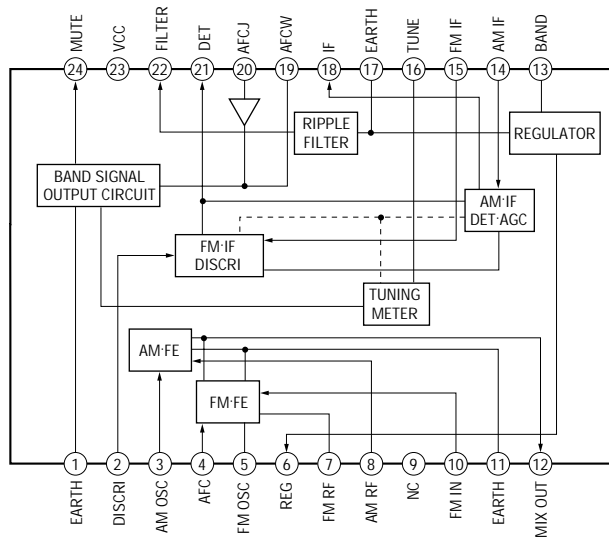 MUTE
VCC
FILTER
DET
AFCJ
AFCW
IF
EARTH
TUNE
FM IF
AM IF
BAND
24
23
22
21
20
19
18
17
16
15
14
13
RIPPLE
FILTER
REGULATOR
BAND SIGNAL
OUTPUT CIRCUIT
AM·IF
DET·AGC
FM·IF
DISCRI
TUNING
METER
AM·FE
FM·FE
1
2
3
4
5
6
7
8
9
10
11
12
EARTH
DISCRI
AM OSC
AFC
FM OSC
REG
FM RF
AM RF
NC
FM IN
EARTH
MIX OUT